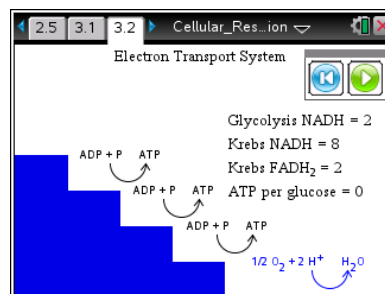 2.5 3.1 3.2 Cellular_Res...ion
Electron Transport System
Glycolysis NADH = 2
Krebs NADH = 8
Krebs FADH₂ = 2
ATP per glucose = 0
ADP + P ATP
ADP + P ATP
ADP + P ATP
1/2 O₂ + 2 H⁺ H₂O